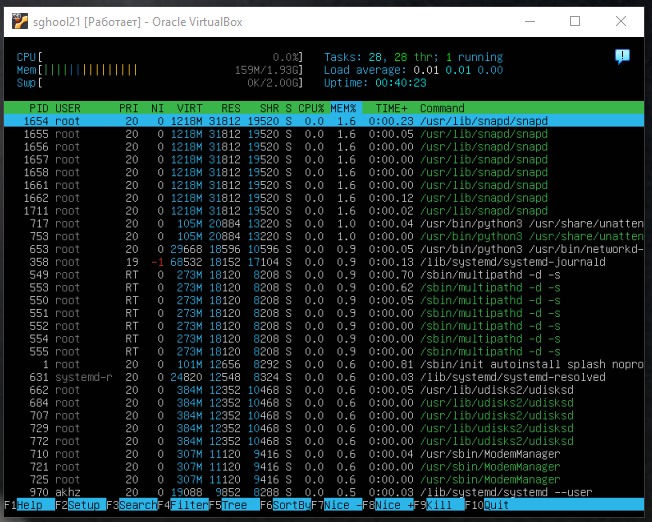 sghool21 [Работает] - Oracle VirtualBox
CPU[ 0.0%] Tasks: 28, 28 thr; 1 running
Mem[||||||||||||||||| 159M/1.93G] Load average: 0.01 0.01 0.00
Swp[ 0K/2.00G] Uptime: 00:40:23
PID USER PRI NI VIRT RES SHR S CPU% MEM% TIME+ Command
1654 root 20 0 1218M 31812 19520 S 0.0 1.6 0:00.23 /usr/lib/snapd/snapd
1655 root 20 0 1218M 31812 19520 S 0.0 1.6 0:00.05 /usr/lib/snapd/snapd
1656 root 20 0 1218M 31812 19520 S 0.0 1.6 0:00.00 /usr/lib/snapd/snapd
1657 root 20 0 1218M 31812 19520 S 0.0 1.6 0:00.00 /usr/lib/snapd/snapd
1658 root 20 0 1218M 31812 19520 S 0.0 1.6 0:00.00 /usr/lib/snapd/snapd
1661 root 20 0 1218M 31812 19520 S 0.0 1.6 0:00.00 /usr/lib/snapd/snapd
1662 root 20 0 1218M 31812 19520 S 0.0 1.6 0:00.12 /usr/lib/snapd/snapd
1711 root 20 0 1218M 31812 19520 S 0.0 1.6 0:00.02 /usr/lib/snapd/snapd
717 root 20 0 105M 20884 13220 S 0.0 1.0 0:00.04 /usr/bin/python3 /usr/share/unatten
753 root 20 0 105M 20884 13220 S 0.0 1.0 0:00.00 /usr/bin/python3 /usr/share/unatten
653 root 20 0 29668 18596 10596 S 0.0 0.9 0:00.05 /usr/bin/python3 /usr/bin/networkd-
358 root 19 -1 68532 18152 17104 S 0.0 0.9 0:00.13 /lib/systemd/systemd-journald
549 root RT 0 273M 18120 8208 S 0.0 0.9 0:00.70 /sbin/multipathd -d -s
553 root RT 0 273M 18120 8208 S 0.0 0.9 0:00.62 /sbin/multipathd -d -s
550 root RT 0 273M 18120 8208 S 0.0 0.9 0:00.05 /sbin/multipathd -d -s
551 root RT 0 273M 18120 8208 S 0.0 0.9 0:00.00 /sbin/multipathd -d -s
552 root RT 0 273M 18120 8208 S 0.0 0.9 0:00.00 /sbin/multipathd -d -s
554 root RT 0 273M 18120 8208 S 0.0 0.9 0:00.00 /sbin/multipathd -d -s
555 root RT 0 273M 18120 8208 S 0.0 0.9 0:00.00 /sbin/multipathd -d -s
1 root 20 0 101M 12656 8292 S 0.0 0.6 0:00.81 /sbin/init autoinstall splash nopro
631 systemd-r 20 0 24820 12548 8324 S 0.0 0.6 0:00.03 /lib/systemd/systemd-resolved
662 root 20 0 384M 12352 10468 S 0.0 0.6 0:00.05 /usr/lib/udisks2/udisksd
684 root 20 0 384M 12352 10468 S 0.0 0.6 0:00.00 /usr/lib/udisks2/udisksd
707 root 20 0 384M 12352 10468 S 0.0 0.6 0:00.00 /usr/lib/udisks2/udisksd
729 root 20 0 384M 12352 10468 S 0.0 0.6 0:00.00 /usr/lib/udisks2/udisksd
772 root 20 0 384M 12352 10468 S 0.0 0.6 0:00.00 /usr/lib/udisks2/udisksd
710 root 20 0 307M 11120 9416 S 0.0 0.6 0:00.04 /usr/sbin/ModemManager
721 root 20 0 307M 11120 9416 S 0.0 0.6 0:00.00 /usr/sbin/ModemManager
725 root 20 0 307M 11120 9416 S 0.0 0.6 0:00.00 /usr/sbin/ModemManager
970 akhz 20 0 19088 9852 8288 S 0.0 0.5 0:00.03 /lib/systemd/systemd --user
F1Help F2Setup F3SearchF4FilterF5Tree F6SortByF7Nice -F8Nice +F9Kill F10Quit